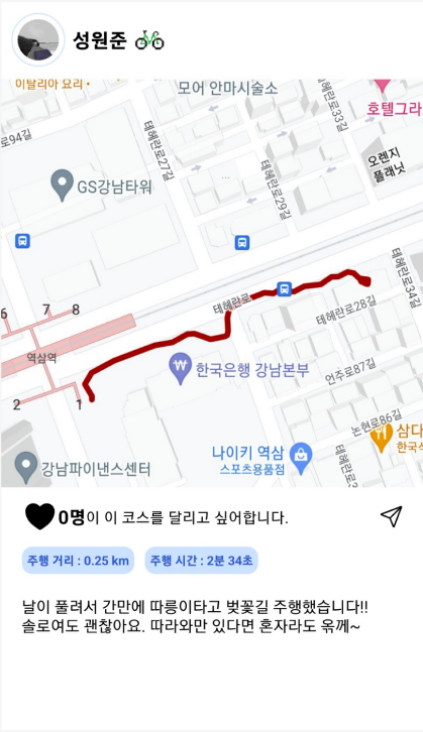 성원준
이탈리아 요리
모어 안마시술소
테헤란로33길
호텔그라
로94길
테헤란로27길
오렌지
플래닛
GS강남타워
테헤란로29길
테헤란로34길
테헤란로
테헤란로28길
6
7
8
역삼역
한국은행 강남본부
언주로87길
2
1
논현로86길
삼다
한국식
나이키 역삼
스포츠용품점
강남파이낸스센터
0명이 이 코스를 달리고 싶어합니다.
주행 거리 : 0.25 km
주행 시간 : 2분 34초
날이 풀려서 간만에 따릉이타고 벚꽃길 주행했습니다!!
솔로여도 괜찮아요. 따라와만 있다면 혼자라도 옦께~